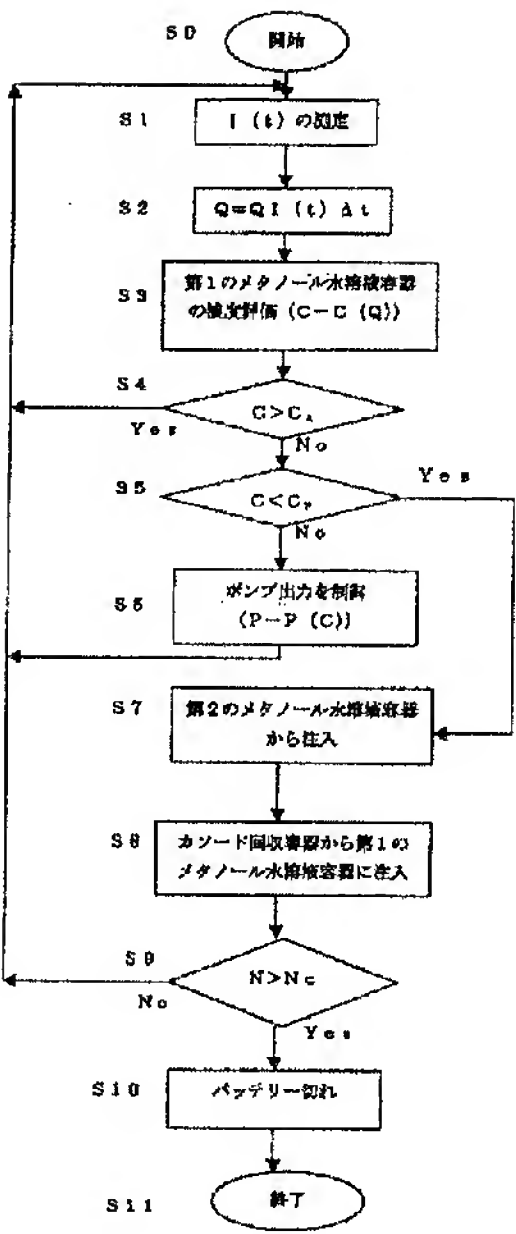 S0
開始
S1
I (t) の測定
S2
Q=QI (t) Δt
S3
第1のメタノール水溶液容器
の濃度評価 (C-C (Q))
S4
C>C
Yes
No
S5
C<C
Yes
No
S6
ポンプ出力を制御
(P-P (C))
S7
第2のメタノール水溶液容器
から注入
S8
カソード回収容器から第1の
メタノール水溶液容器に注入
S9
N>Nc
No
Yes
S10
バッテリー切れ
S11
終了